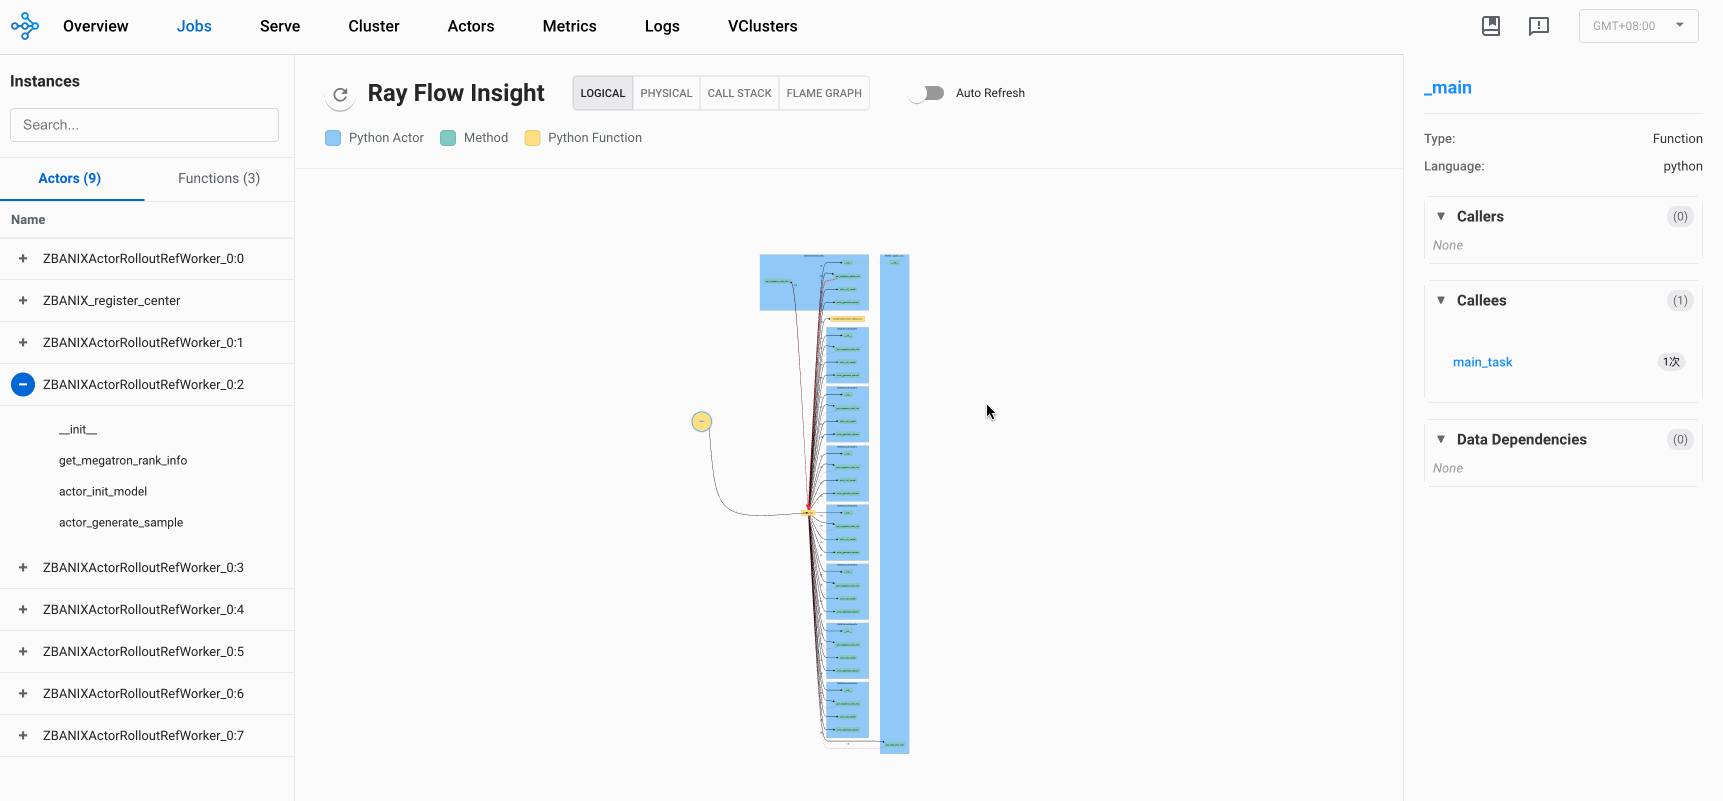 Overview Jobs Serve Cluster Actors Metrics Logs VClusters GMT+08:00
Instances
Search...
Actors (9) Functions (3)
Name
ZBANIXActorRolloutRefWorker_0:0
ZBANIX_register_center
ZBANIXActorRolloutRefWorker_0:1
ZBANIXActorRolloutRefWorker_0:2
__init__
get_megatron_rank_info
actor_init_model
actor_generate_sample
ZBANIXActorRolloutRefWorker_0:3
ZBANIXActorRolloutRefWorker_0:4
ZBANIXActorRolloutRefWorker_0:5
ZBANIXActorRolloutRefWorker_0:6
ZBANIXActorRolloutRefWorker_0:7
Ray Flow Insight LOGICAL PHYSICAL CALL STACK FLAME GRAPH Auto Refresh
Python Actor Method Python Function
_main
Type: Function
Language: python
Callers (0)
None
Callees (1)
main_task 1次
Data Dependencies (0)
None